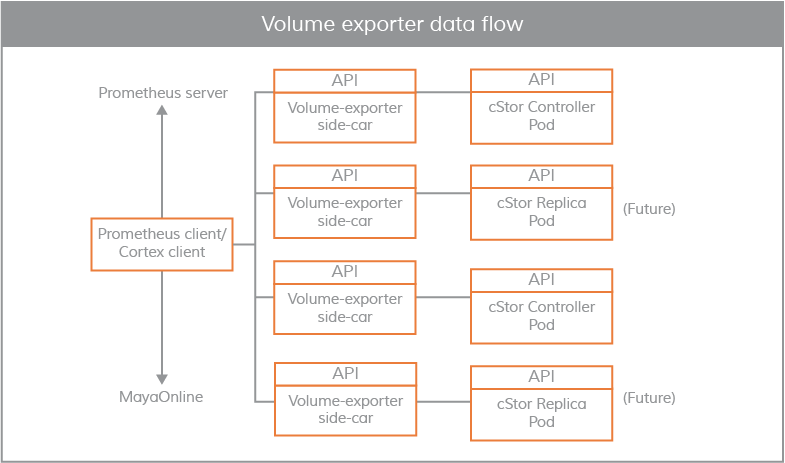 Volume exporter data flow
Prometheus server
API
Volume-exporter
side-car
API
cStor Controller
Pod
API
Volume-exporter
side-car
API
cStor Replica
Pod
(Future)
Prometheus client/
Cortex client
API
Volume-exporter
side-car
API
cStor Controller
Pod
MayaOnline
API
Volume-exporter
side-car
API
cStor Replica
Pod
(Future)